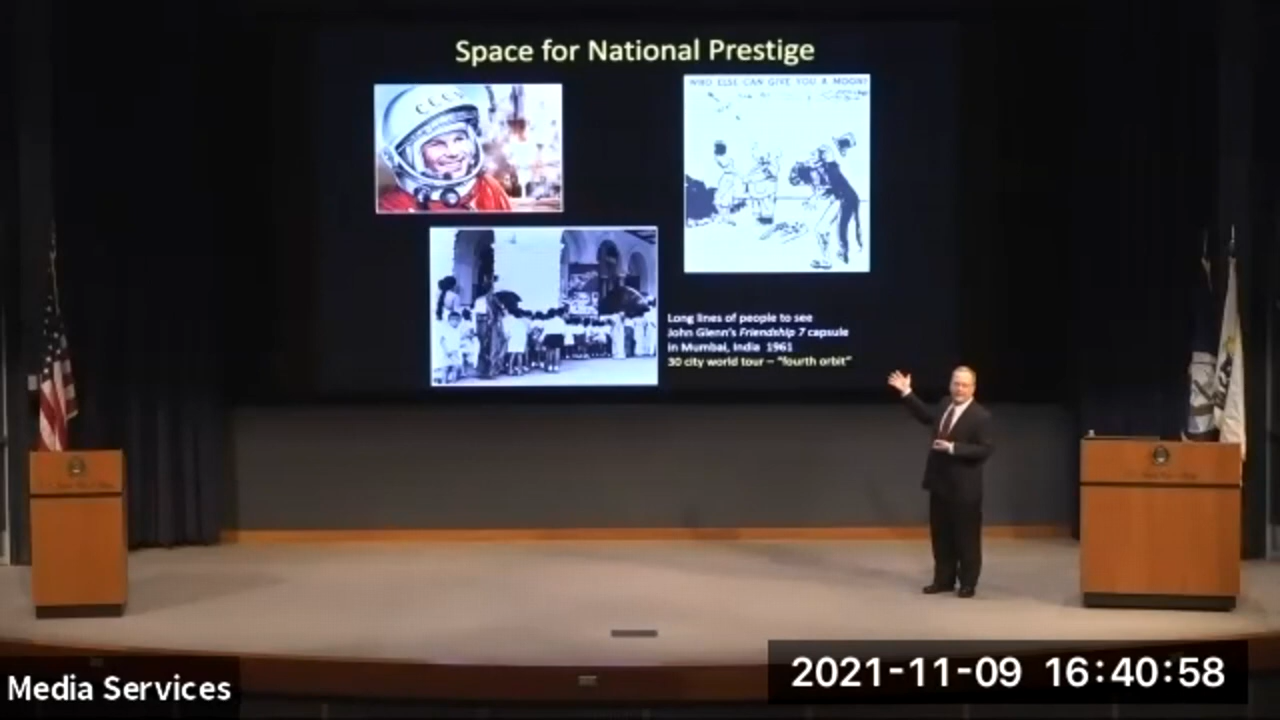 Space for National Prestige
CCCP
WHO ELSE CAN GIVE YOU A MOON?
Long lines of people to see
John Glenn's Friendship 7 capsule
in Mumbai, India 1961
30 city world tour – "fourth orbit"
Media Services
2021-11-09 16:40:58